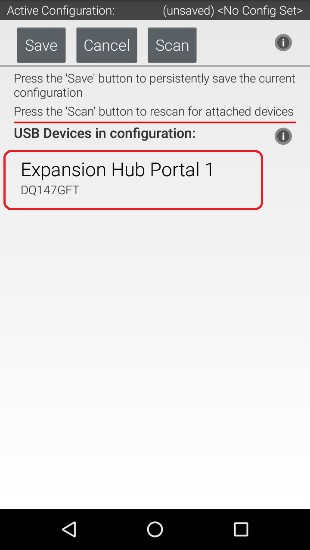 Active Configuration: (unsaved) <No Config Set>
Save Cancel Scan
Press the 'Save' button to persistently save the current
configuration
Press the 'Scan' button to rescan for attached devices
USB Devices in configuration:
Expansion Hub Portal 1
DQ147GFT